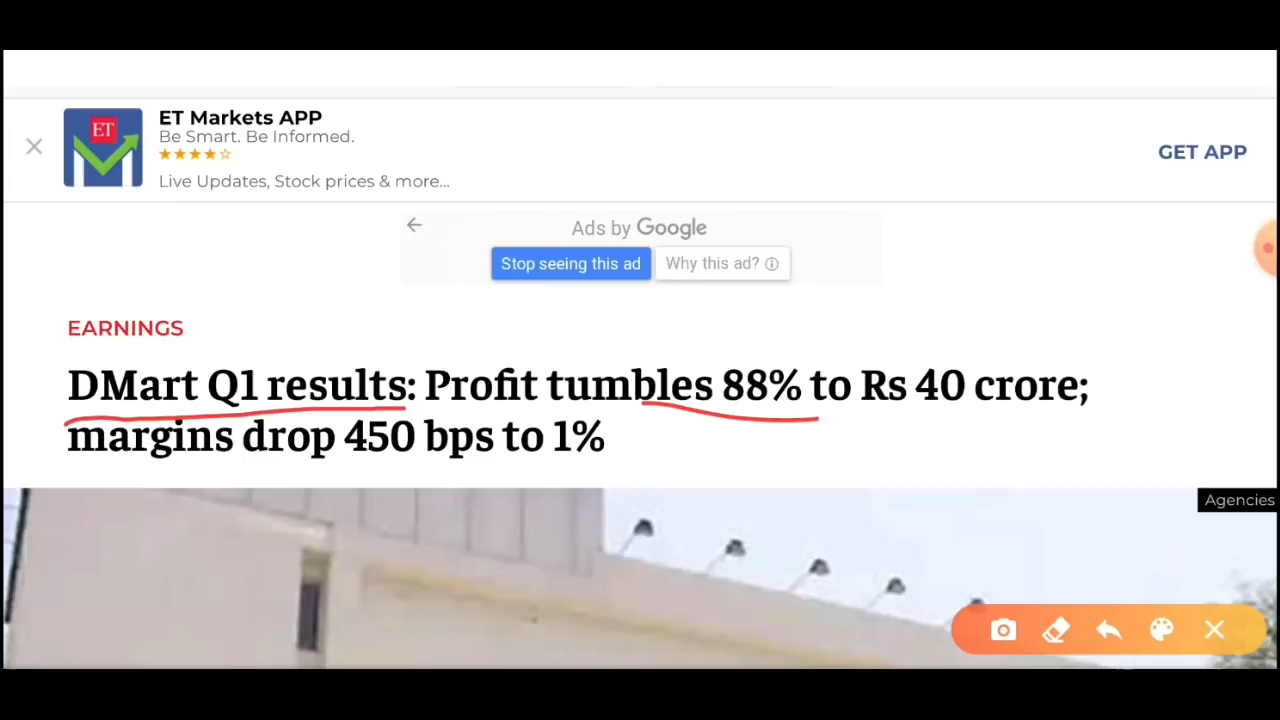 ET Markets APP
Be Smart. Be Informed.
Live Updates, Stock prices & more...
GET APP
Ads by Google
Stop seeing this ad
Why this ad?
EARNINGS
DMart Q1 results: Profit tumbles 88% to Rs 40 crore;
margins drop 450 bps to 1%
Agencies
ET